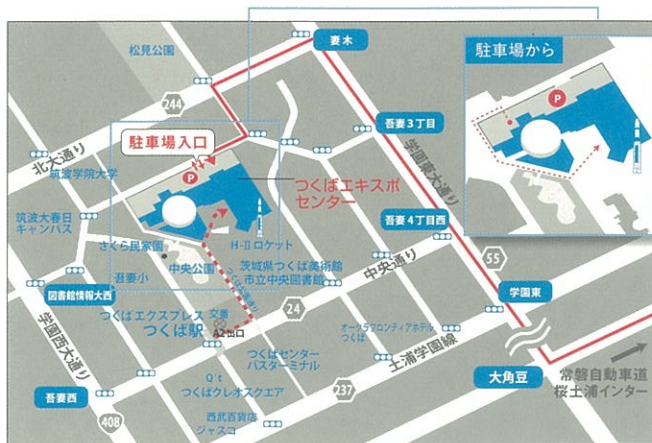 松見公園
妻木
駐車場から
P
244
北大通り
吾妻3丁目
学園東大通り
駐車場入口
筑波学院大学
P
つくばエキスポ
センター
筑波大春日
キャンパス
さくら民家園
H-IIロケット
吾妻4丁目西
中央通り
55
吾妻小
中央公園
茨城県つくば美術館
市立中央図書館
図書館情報大西
つくばエクスプレス
つくば駅
交番
A2出口
24
学園東
学園西大通り
つくばセンター
バスターミナル
オークラフロンティアホテル
つくば
土浦学園線
大角豆
常磐自動車道
桜土浦インター
Q't
つくばクレオスクエア
237
吾妻西
408
西武百貨店
ジャスコ